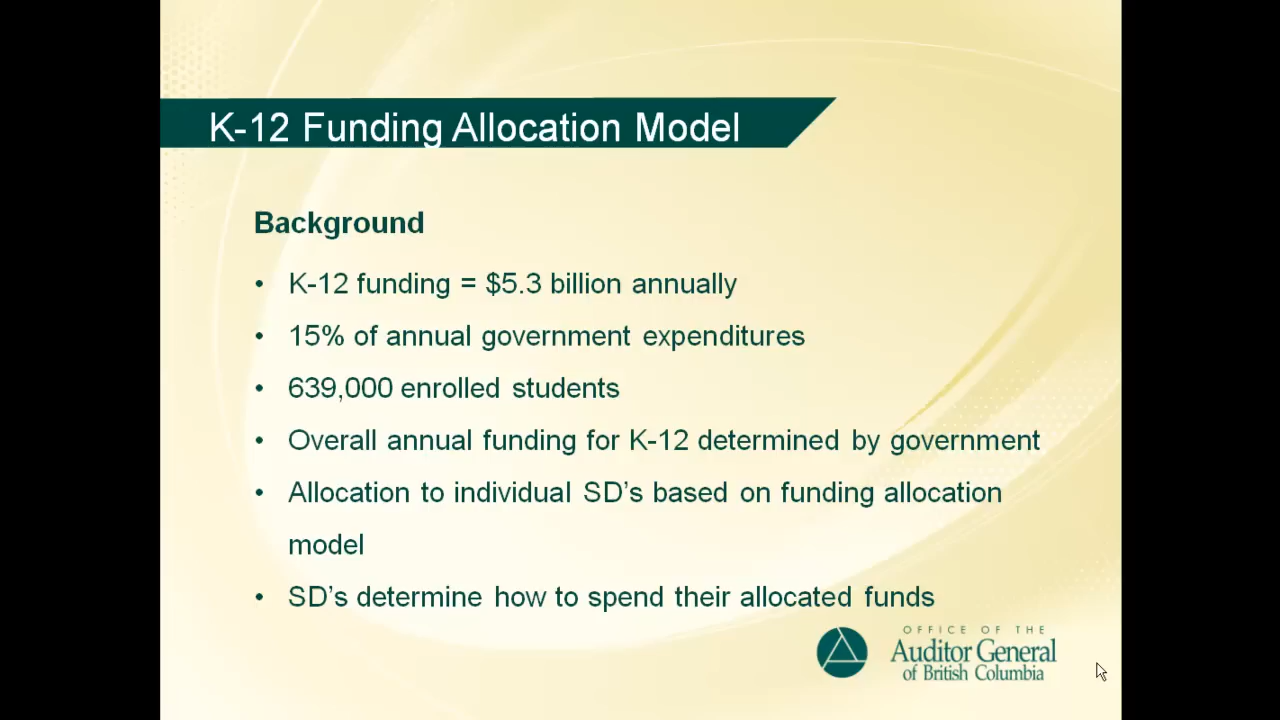 K-12 Funding Allocation Model
Background
• K-12 funding = $5.3 billion annually
• 15% of annual government expenditures
• 639,000 enrolled students
• Overall annual funding for K-12 determined by government
• Allocation to individual SD's based on funding allocation
model
• SD's determine how to spend their allocated funds
OFFICE OF THE
Auditor General
of British Columbia